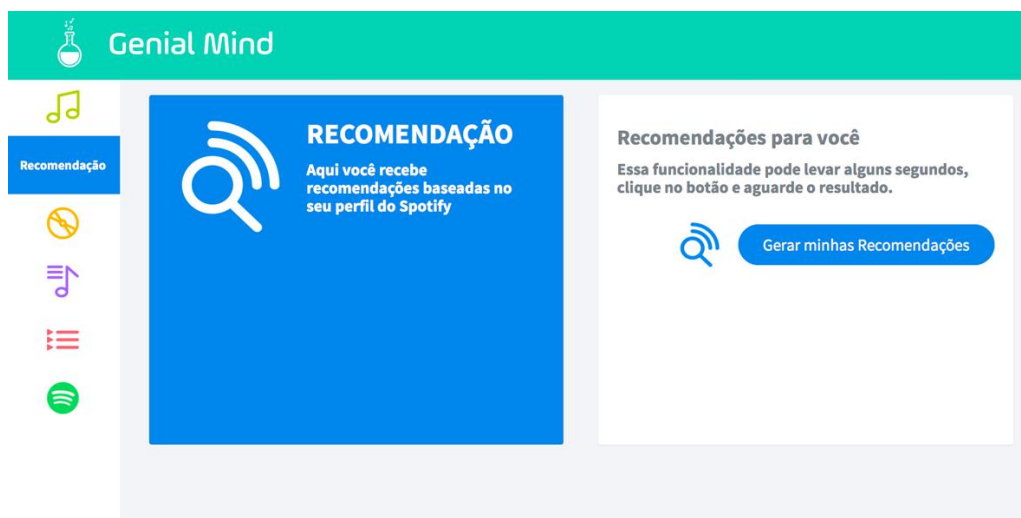 Genial Mind
Recomendação
RECOMENDAÇÃO
Aqui você recebe
recomendações baseadas no
seu perfil do Spotify
Recomendações para você
Essa funcionalidade pode levar alguns segundos,
clique no botão e aguarde o resultado.
Gerar minhas Recomendações